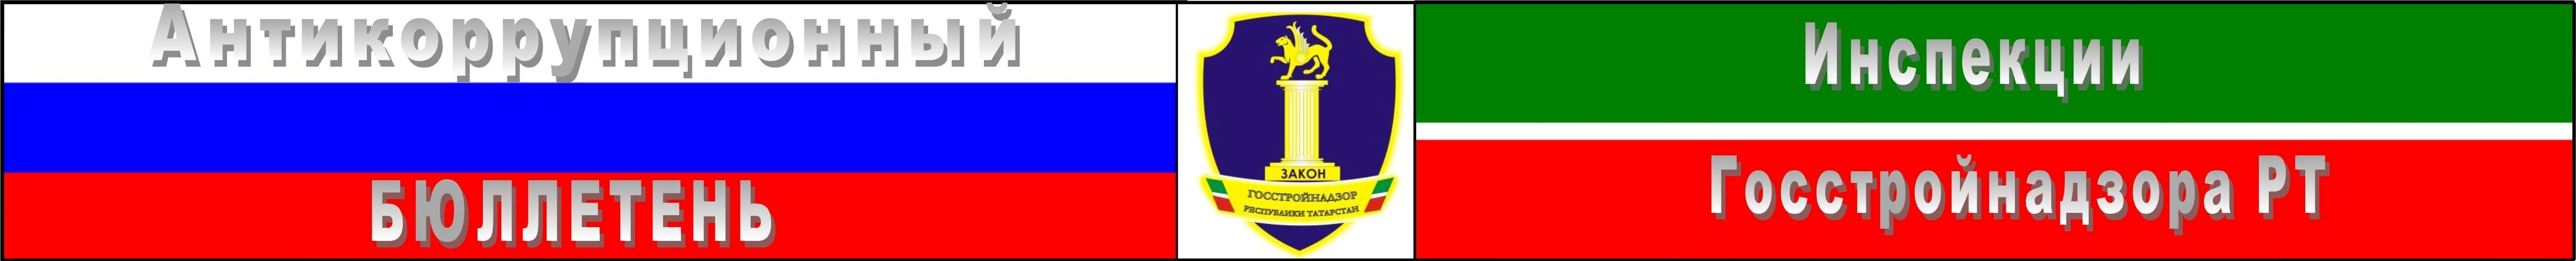 Антикоррупционный
БЮЛЛЕТЕНЬ
ЗАКОН
ГОССТРОЙНАДЗОР
РЕСПУБЛИКИ ТАТАРСТАН
Инспекции
Госстройнадзора РТ